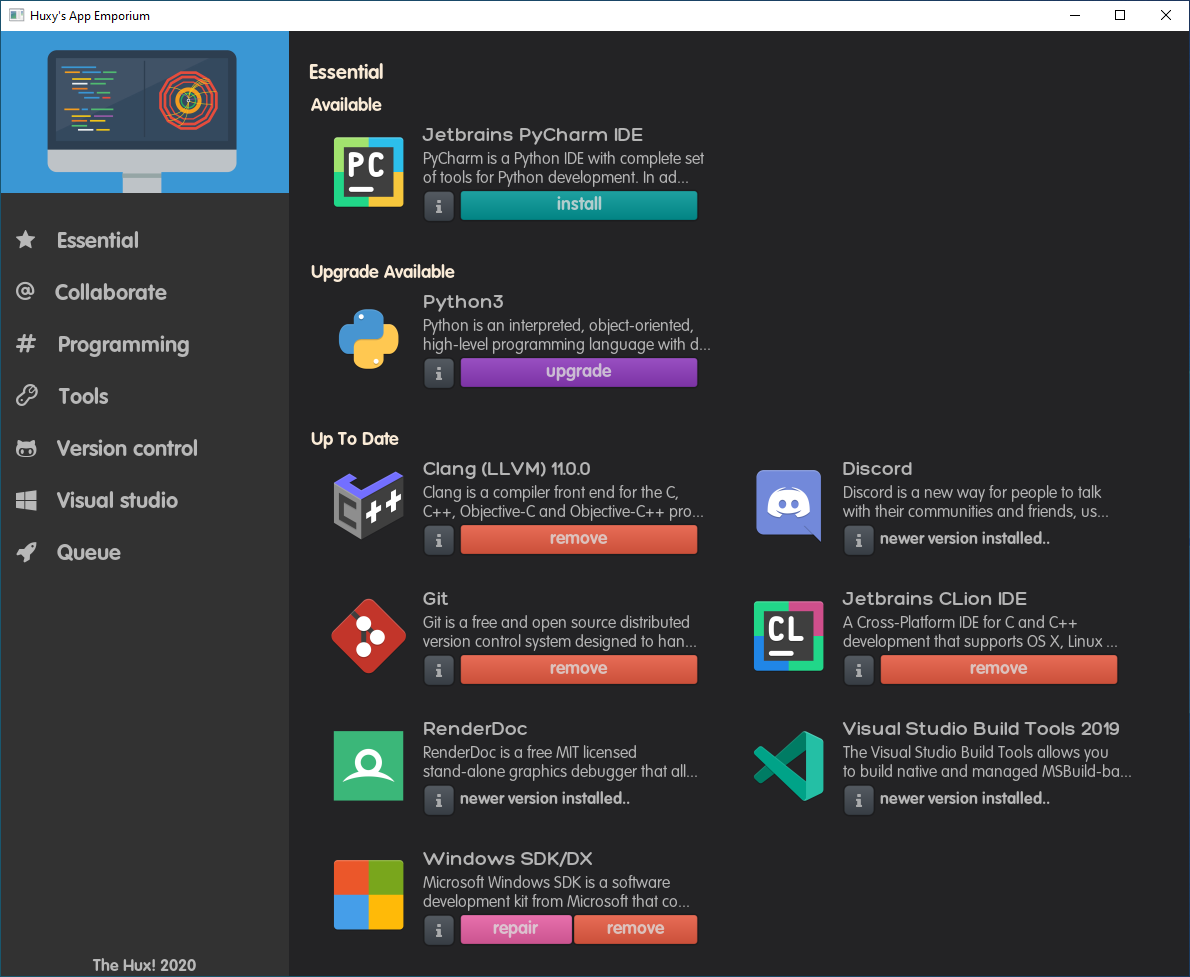 Huxy's App Emporium
Essential
Collaborate
Programming
Tools
Version control
Visual studio
Queue
The Hux! 2020
Essential
Available
PC
Jetbrains PyCharm IDE
PyCharm is a Python IDE with complete set
of tools for Python development. In ad...
i
install
Upgrade Available
Python3
Python is an interpreted, object-oriented,
high-level programming language with d...
i
upgrade
Up To Date
C++
Clang (LLVM) 11.0.0
Clang is a compiler front end for the C,
C++, Objective-C and Objective-C++ pro...
i
remove
Discord
Discord is a new way for people to talk
with their communities and friends, us...
i
newer version installed..
Git
Git is a free and open source distributed
version control system designed to han...
i
remove
CL
Jetbrains CLion IDE
A Cross-Platform IDE for C and C++
development that supports OS X, Linux ...
i
remove
RenderDoc
RenderDoc is a free MIT licensed
stand-alone graphics debugger that all...
i
newer version installed..
Visual Studio Build Tools 2019
The Visual Studio Build Tools allows you
to build native and managed MSBuild-ba...
i
newer version installed..
Windows SDK/DX
Microsoft Windows SDK is a software
development kit from Microsoft that co...
i
repair
remove